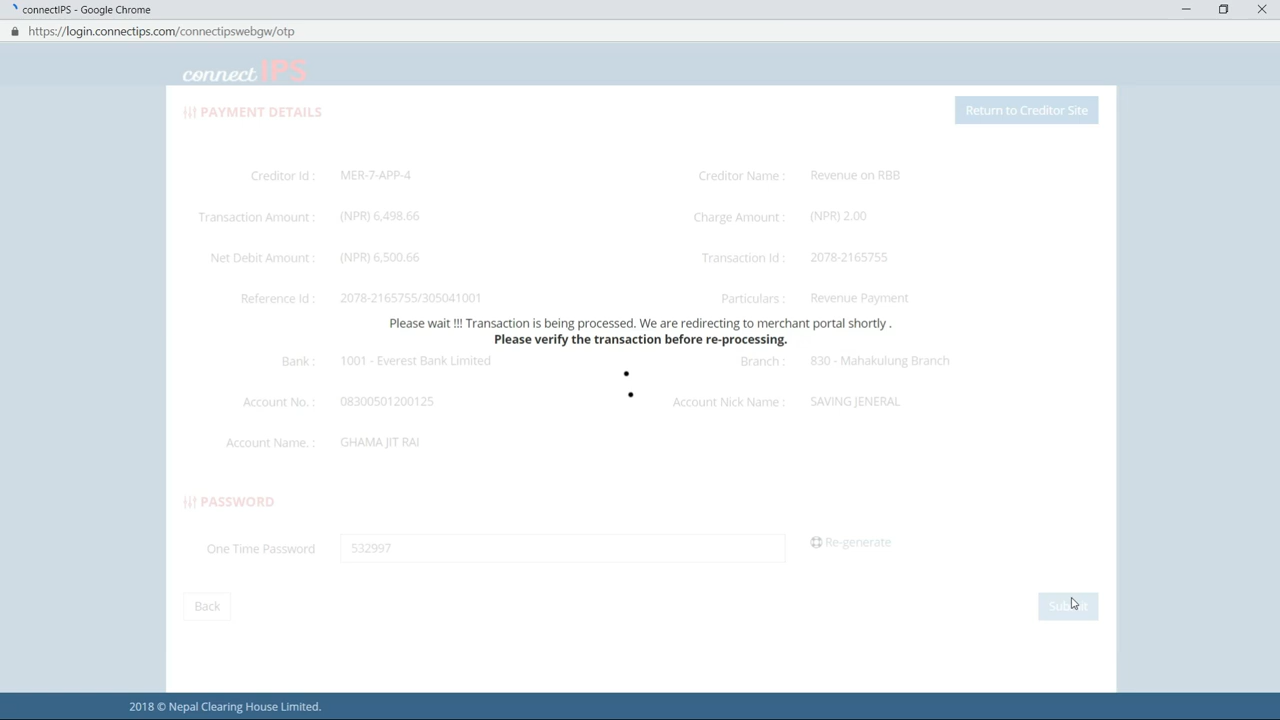 connectIPS - Google Chrome
https://login.connectips.com/connectipswebgw/otp
connectIPS
PAYMENT DETAILS
Return to Creditor Site
Creditor Id : MER-7-APP-4 Creditor Name : Revenue on RBB
Transaction Amount : (NPR) 6,498.66 Charge Amount : (NPR) 2.00
Net Debit Amount : (NPR) 6,500.66 Transaction Id : 2078-2165755
Reference Id : 2078-2165755/305041001 Particulars : Revenue Payment
Please wait !!! Transaction is being processed. We are redirecting to merchant portal shortly .
Please verify the transaction before re-processing.
Bank : 1001 - Everest Bank Limited Branch : 830 - Mahakulung Branch
Account No. : 08300501200125 Account Nick Name : SAVING JENERAL
Account Name. : GHAMA JIT RAI
PASSWORD
One Time Password 532997 Re-generate
Back Submit
2018 © Nepal Clearing House Limited.